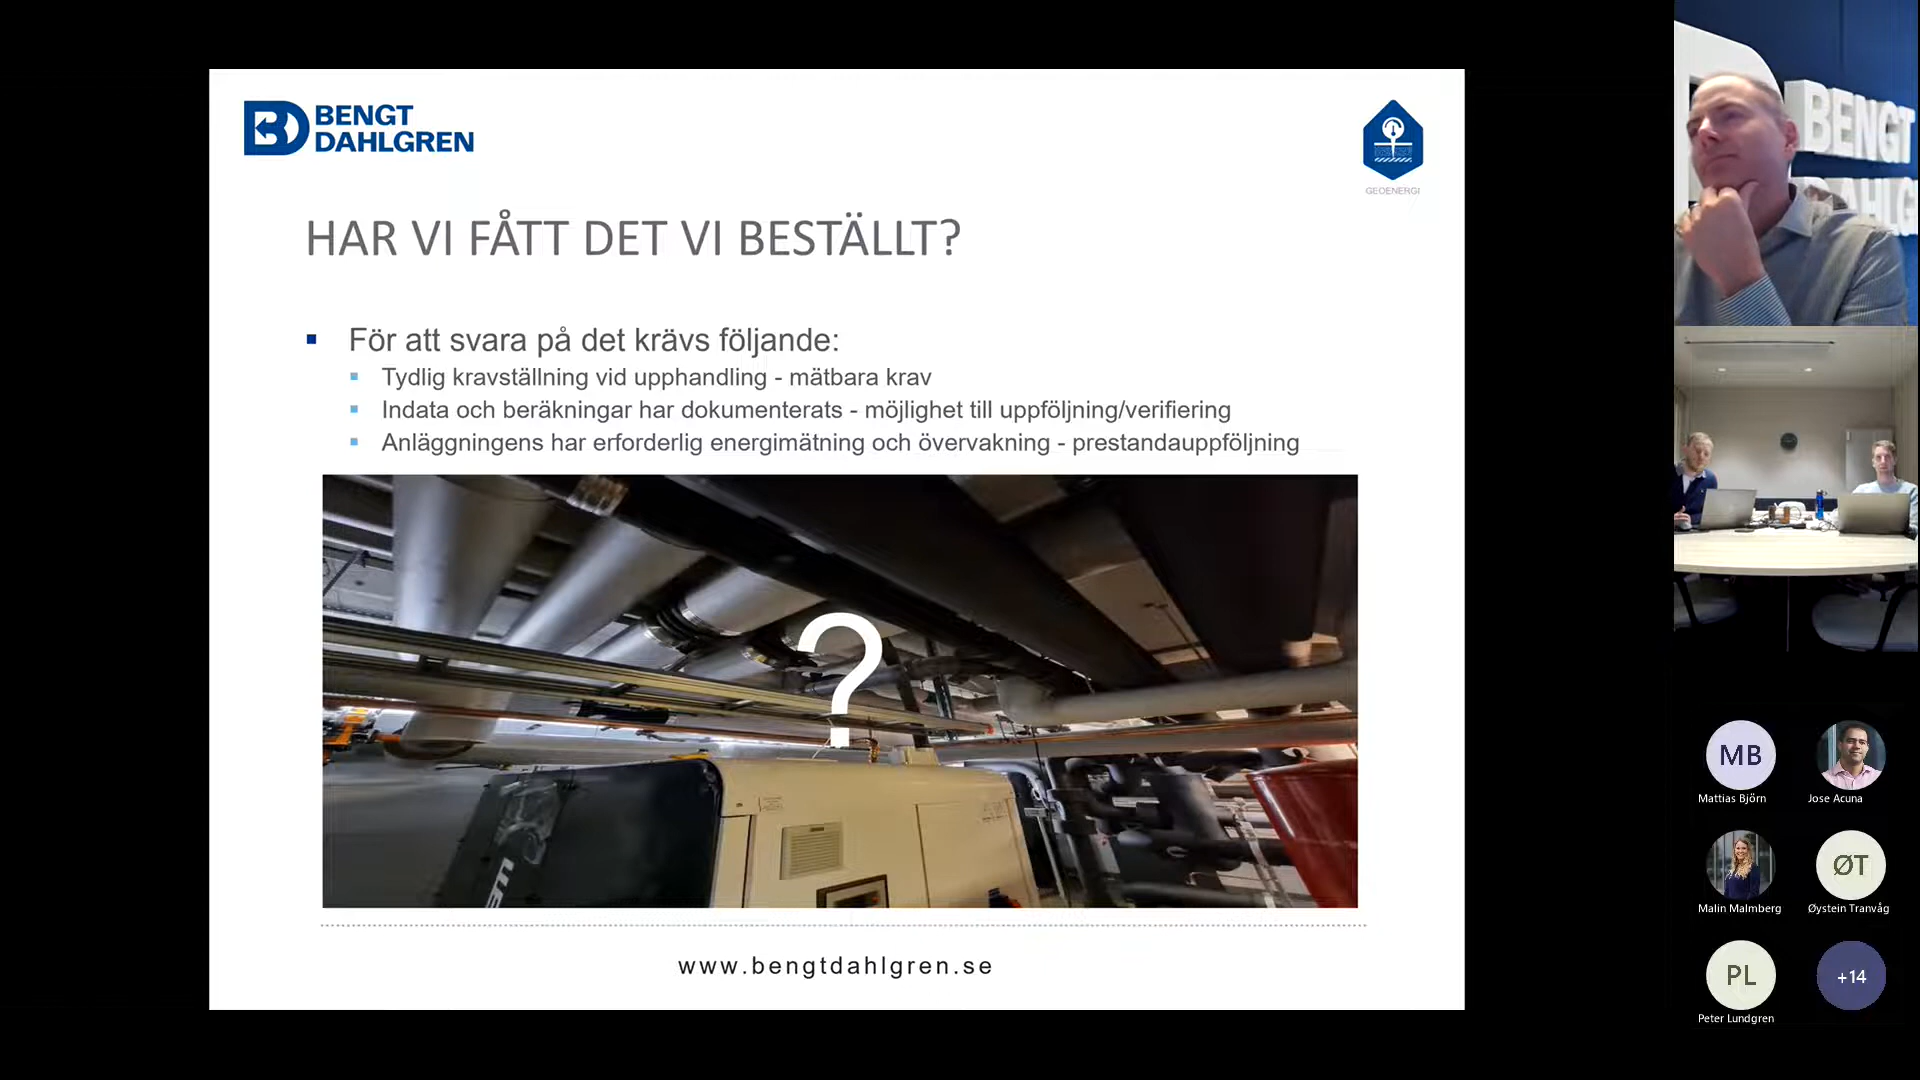 BENGT
DAHLGREN
GEOENERGI
HAR VI FÅTT DET VI BESTÄLLT?
För att svara på det krävs följande:
Tydlig kravställning vid upphandling - mätbara krav
Indata och beräkningar har dokumenterats - möjlighet till uppföljning/verifiering
Anläggningens har erforderlig energimätning och övervakning - prestandauppföljning
?
www.bengtdahlgren.se
BENGT
MB
Mattias Björn
Jose Acuna
Malin Malmberg
ØT
Øystein Tranvåg
PL
Peter Lundgren
+14